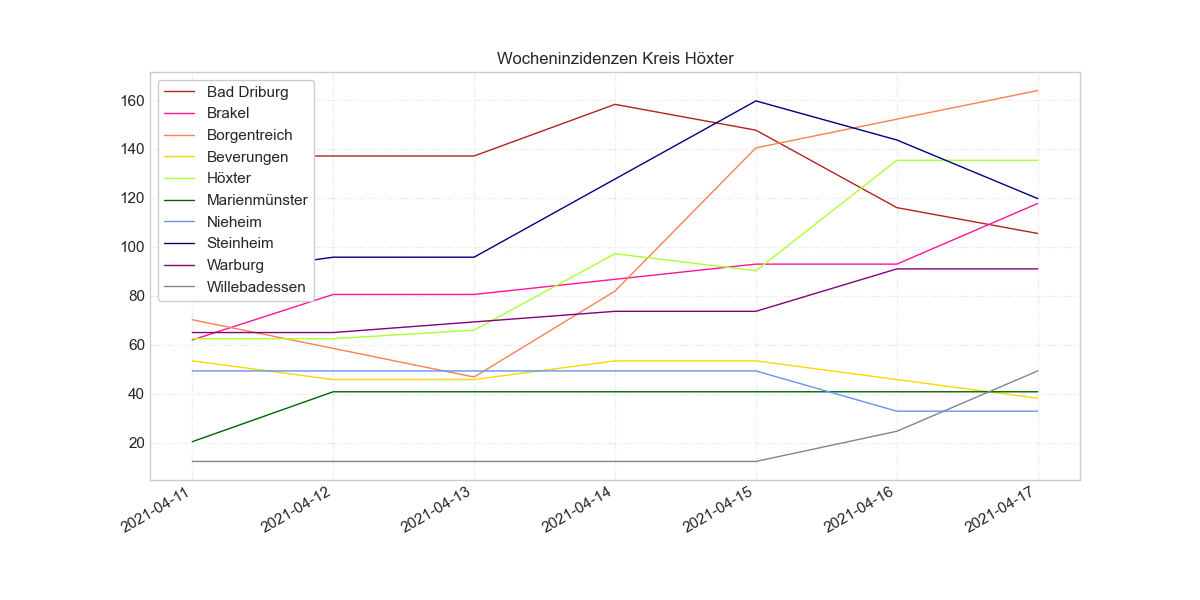 Wocheninzidenzen Kreis Höxter
160
140
120
100
80
60
40
20
Bad Driburg
Brakel
Borgentreich
Beverungen
Höxter
Marienmünster
Nieheim
Steinheim
Warburg
Willebadessen
2021-04-11
2021-04-12
2021-04-13
2021-04-14
2021-04-15
2021-04-16
2021-04-17